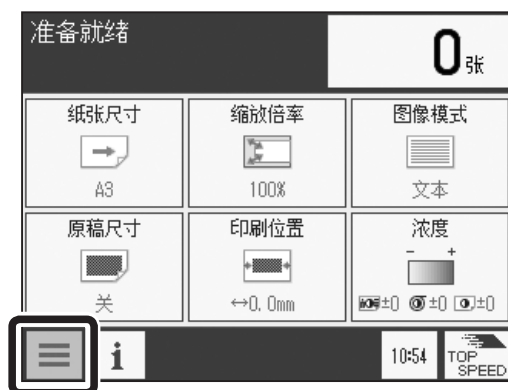 准备就绪
0张
纸张尺寸 缩放倍率 图像模式
A3 100% 文本
原稿尺寸 印刷位置 浓度
- +
关 ↔0.0mm ±0 ±0 ±0
i 10:54 TOP
SPEED